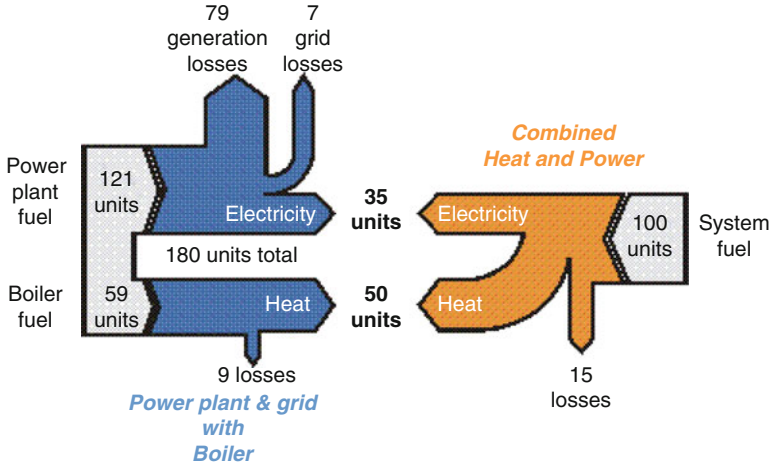 79
generation
losses
7
grid
losses
Combined
Heat and Power
Power
plant
fuel
121
units
Electricity
35
units
Electricity
100
units
System
fuel
180 units total
Boiler
fuel
59
units
Heat
50
units
Heat
9 losses
15
losses
Power plant & grid
with
Boiler